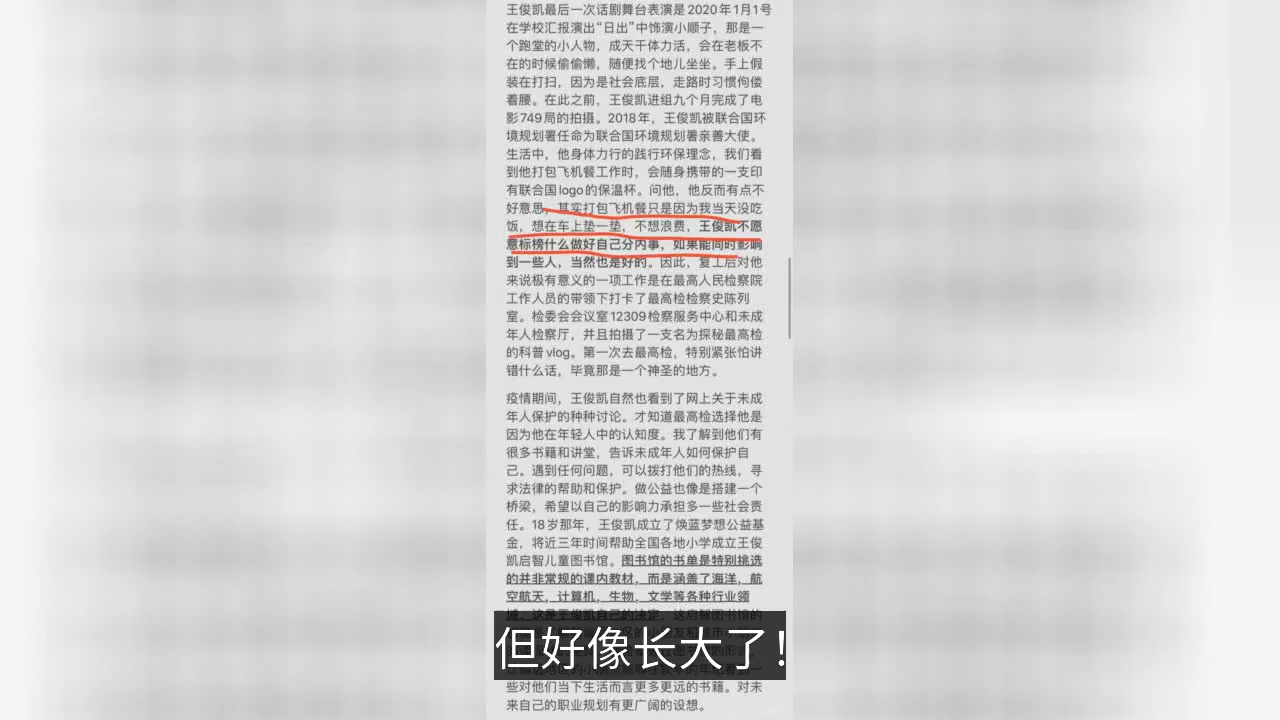 王俊凯最后一次话剧舞台表演是2020年1月1号
在学校汇报演出“日出”中饰演小顺子，那是一
个跑堂的小人物，成天干体力活，会在老板不
在的时候偷偷懒，随便找个地儿坐坐。手上假
装在打扫，因为是社会底层，走路时习惯佝偻
着腰。在此之前，王俊凯进组九个月完成了电
影749局的拍摄。2018年，王俊凯被联合国环
境规划署任命为联合国环境规划署亲善大使。
生活中，他身体力行的践行环保理念，我们看
到他打包飞机餐工作时，会随身携带的一支印
有联合国logo的保温杯。问他，他反而有点不
好意思，其实打包飞机餐只是因为我当天没吃
饭，想在车上垫一垫，不想浪费，王俊凯不愿
意标榜什么做好自己分内事，如果能同时影响
到一些人，当然也是好的。因此，复工后对他
来说极有意义的一项工作是在最高人民检察院
工作人员的带领下打卡了最高检检察史陈列
室。检委会会议室12309检察服务中心和未成
年人检察厅，并且拍摄了一支名为探秘最高检
的科普vlog。第一次去最高检，特别紧张怕讲
错什么话，毕竟那是一个神圣的地方。
疫情期间，王俊凯自然也看到了网上关于未成
年人保护的种种讨论。才知道最高检选择他是
因为他在年轻人中的认知度。我了解到他们有
很多书籍和讲堂，告诉未成年人如何保护自
己。遇到任何问题，可以拨打他们的热线，寻
求法律的帮助和保护。做公益也像是搭建一个
桥梁，希望以自己的影响力承担多一些社会责
任。18岁那年，王俊凯成立了焕蓝梦想公益基
金，将近三年时间帮助全国各地小学成立王俊
凯启智儿童图书馆。图书馆的书单是特别挑选
的并非常规的课内教材，而是涵盖了海洋，航
空航天，计算机，生物，文学等各种行业领
域，这是王俊凯自己的决定，这启智图书馆的
但好像长大了！
些对他们当下生活而言更多更远的书籍。对未
来自己的职业规划有更广阔的设想。